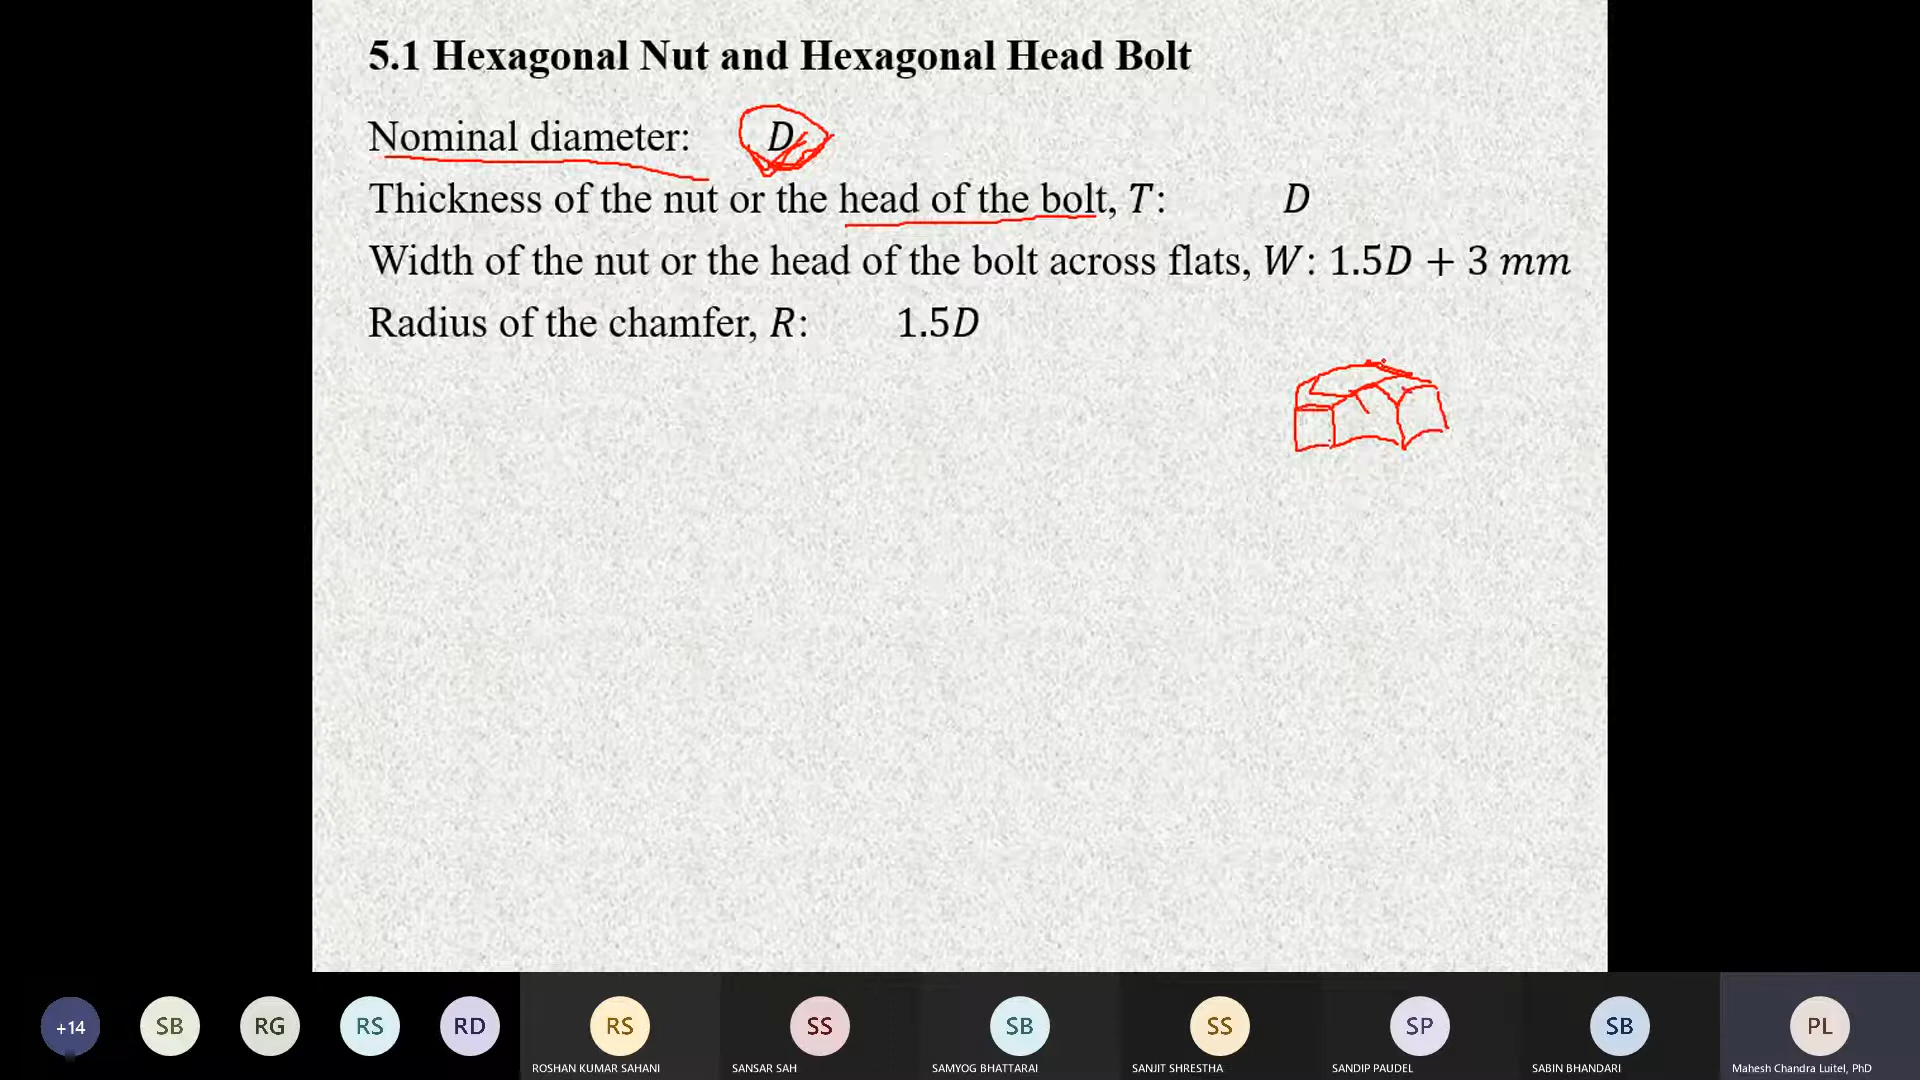 5.1 Hexagonal Nut and Hexagonal Head Bolt
Nominal diameter: D
Thickness of the nut or the head of the bolt, T: D
Width of the nut or the head of the bolt across flats, W: 1.5D + 3 mm
Radius of the chamfer, R: 1.5D
+14 SB RG RS RD RS SS SB SS SP SB PL
ROSHAN KUMAR SAHANI SANSAR SAH SAMYOG BHATTARAI SANJIT SHRESTHA SANDIP PAUDEL SABIN BHANDARI Mahesh Chandra Luitel, PhD